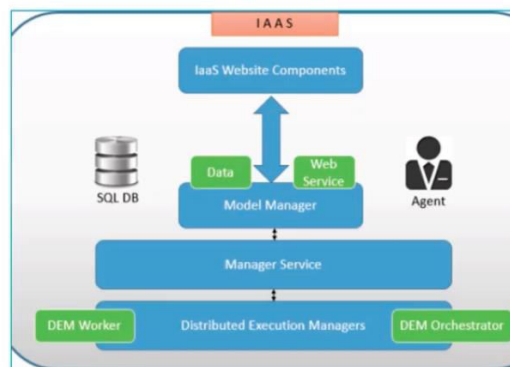 IAAS
IaaS Website Components
Data
Web
Service
SQL DB
Model Manager
Agent
Manager Service
DEM Worker
Distributed Execution Managers
DEM Orchestrator